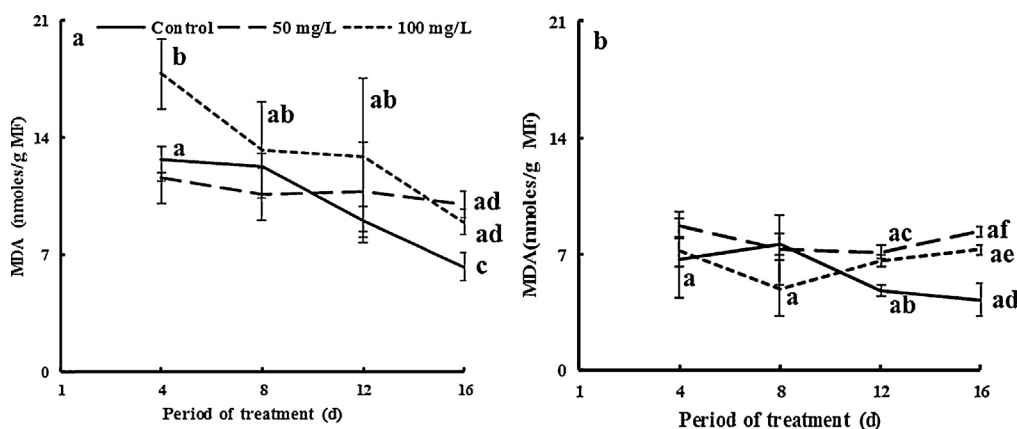 21
Control 50 mg/L 100 mg/L
a
b
ab
ab
14
a
MDA (nmoles/g MF)
ad
7
ad
c
0
1 4 8 12 16
Period of treatment (d)
21
b
14
MDA(nmoles/g MF)
ac
af
7
ae
a
a
ab
ad
0
1 4 8 12 16
Period of treatment (d)